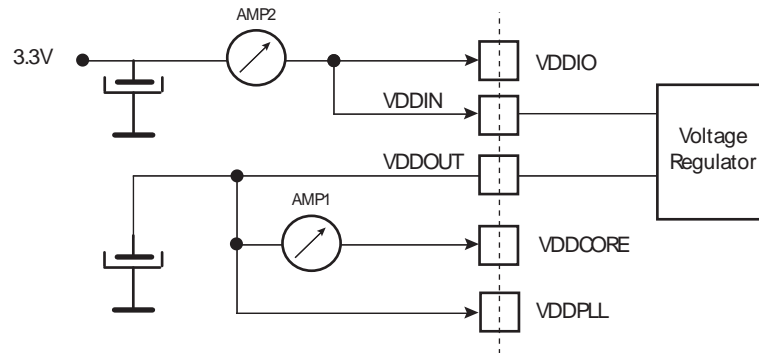 AMP2
3.3V
VDDIO
VDDIN
Voltage
Regulator
VDDOUT
AMP1
VDDCORE
VDDPLL